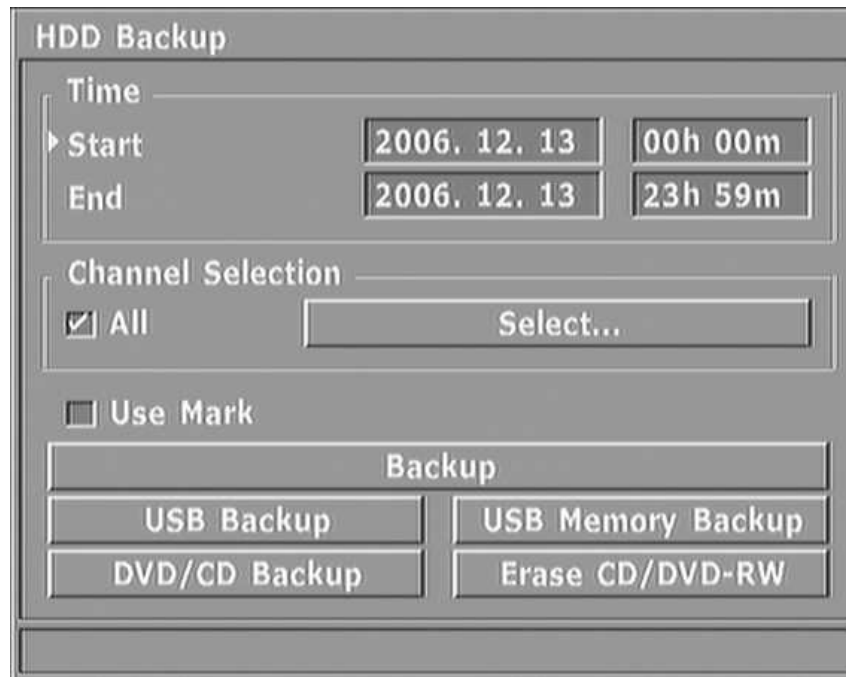 HDD Backup
Time
Start 2006. 12. 13 00h 00m
End 2006. 12. 13 23h 59m
Channel Selection
All Select...
Use Mark
Backup
USB Backup USB Memory Backup
DVD/CD Backup Erase CD/DVD-RW